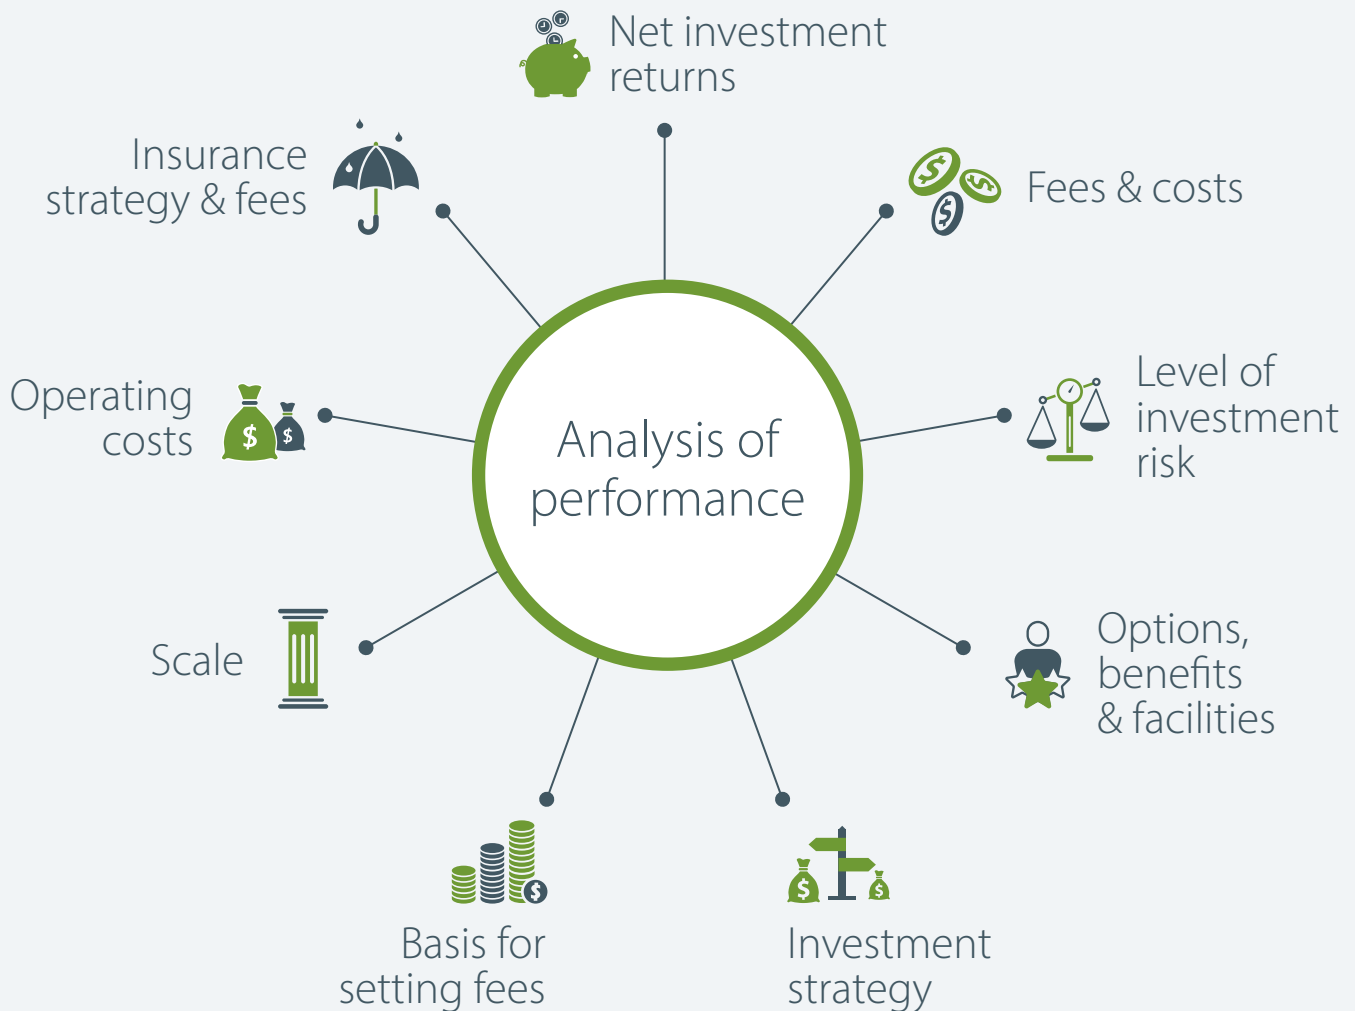 Net investment
returns
Fees & costs
Level of
investment
risk
Options,
benefits
& facilities
Investment
strategy
Basis for
setting fees
Scale
Operating
costs
Insurance
strategy & fees
Analysis of
performance
$
$
$
$
$
$
$
$